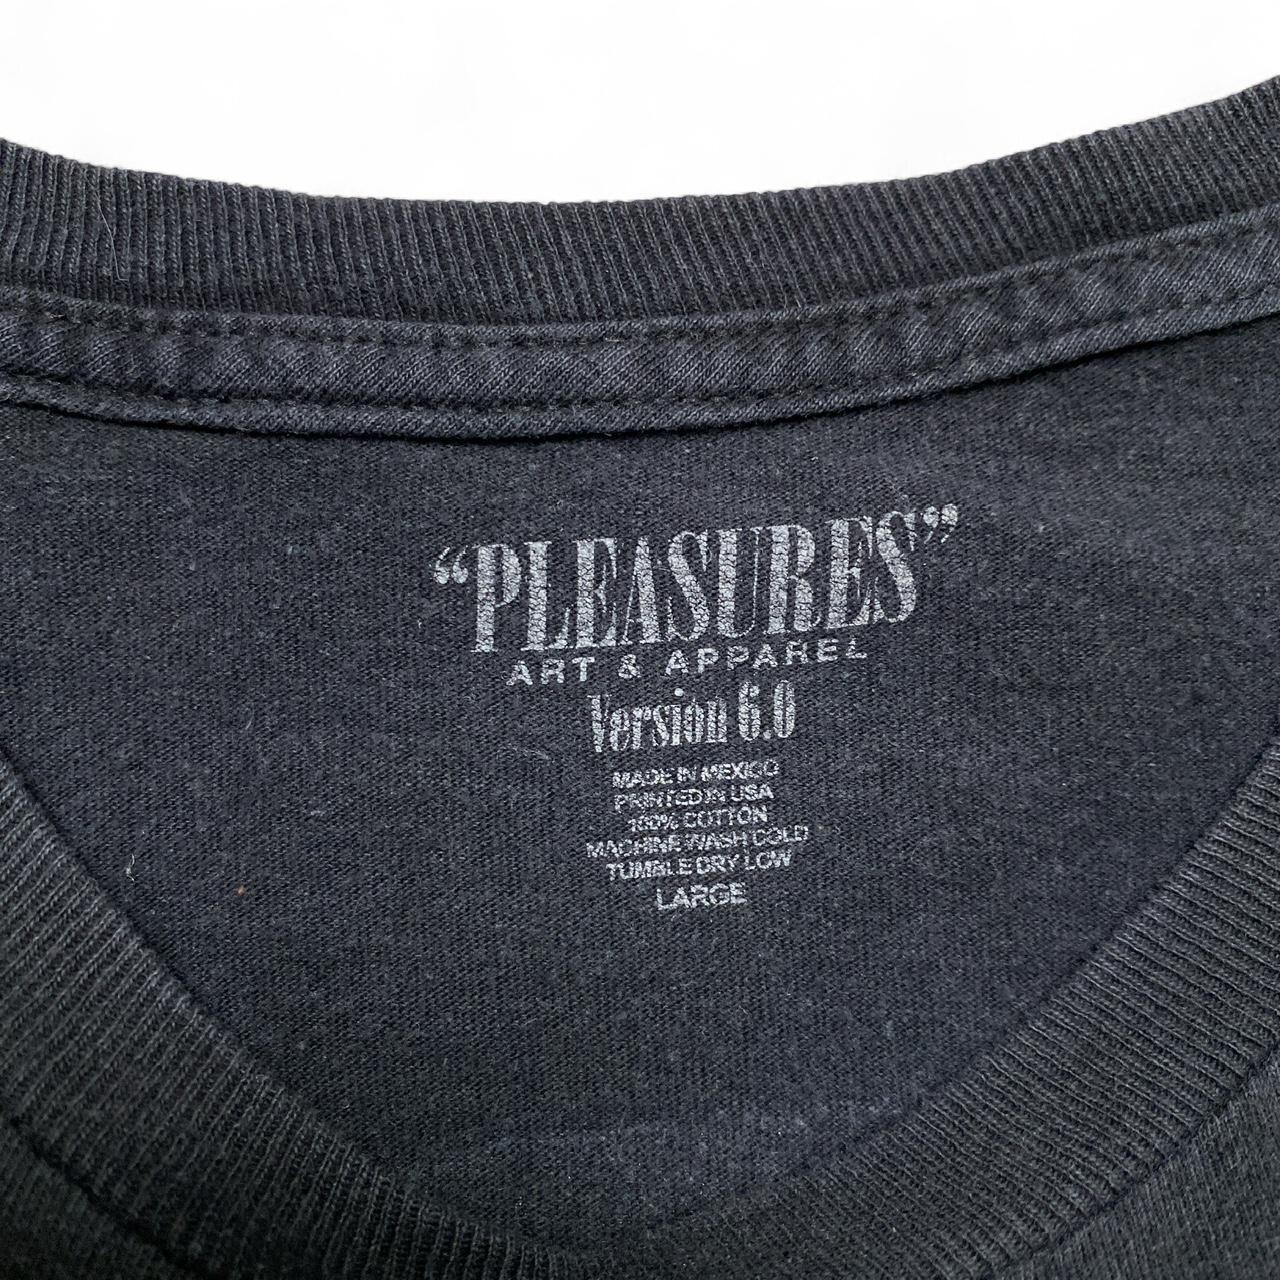 “PLEASURES”
ART & APPAREL
Version 6.0
MADE IN MEXICO
PRINTED IN USA
100% COTTON
MACHINE WASH COLD
TUMBLE DRY LOW
LARGE